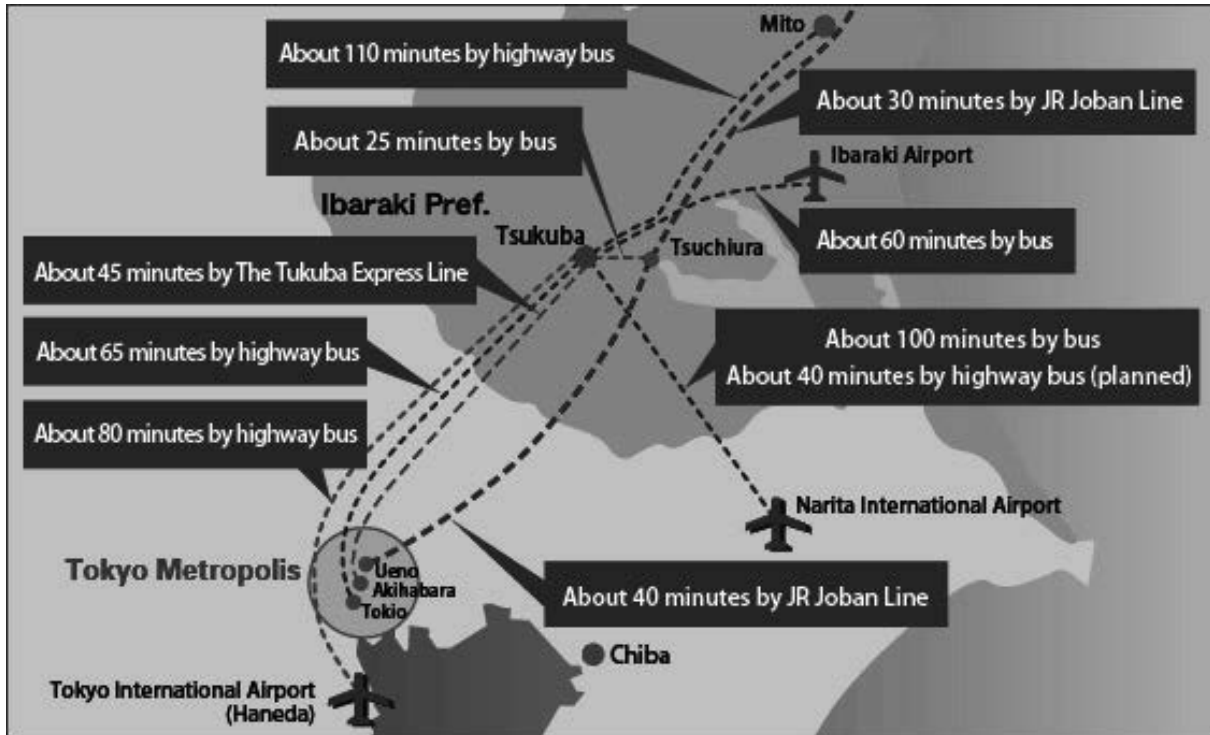 Mito
About 110 minutes by highway bus
About 30 minutes by JR Joban Line
About 25 minutes by bus
Ibaraki Airport
Ibaraki Pref.
Tsukuba
Tsuchiura
About 60 minutes by bus
About 45 minutes by The Tukuba Express Line
About 65 minutes by highway bus
About 100 minutes by bus
About 40 minutes by highway bus (planned)
About 80 minutes by highway bus
Narita International Airport
Tokyo Metropolis
Ueno
Akihabara
Tokio
About 40 minutes by JR Joban Line
Chiba
Tokyo International Airport
(Haneda)